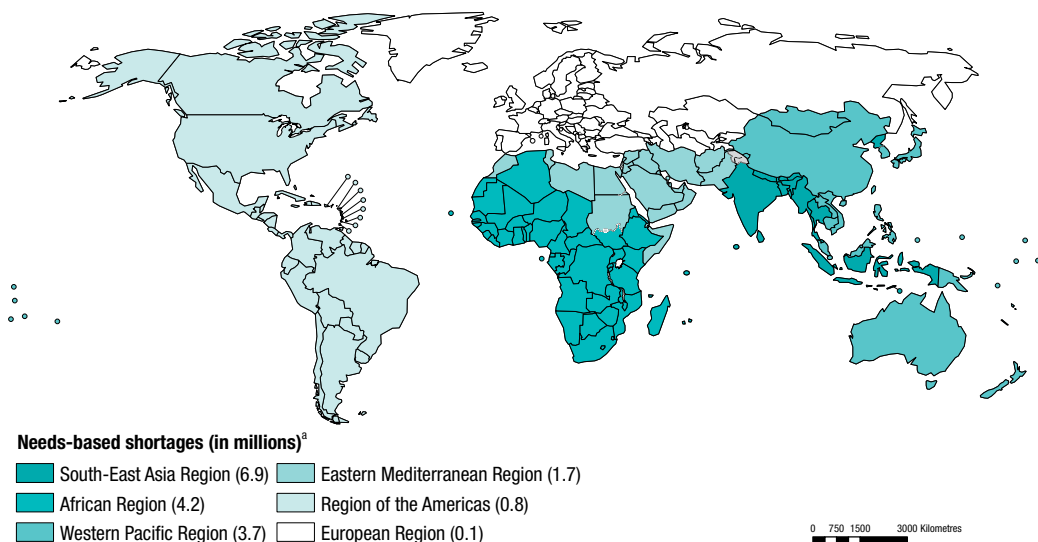 Needs-based shortages (in millions)a
South-East Asia Region (6.9)
African Region (4.2)
Western Pacific Region (3.7)
Eastern Mediterranean Region (1.7)
Region of the Americas (0.8)
European Region (0.1)
0 750 1500 3000 Kilometres